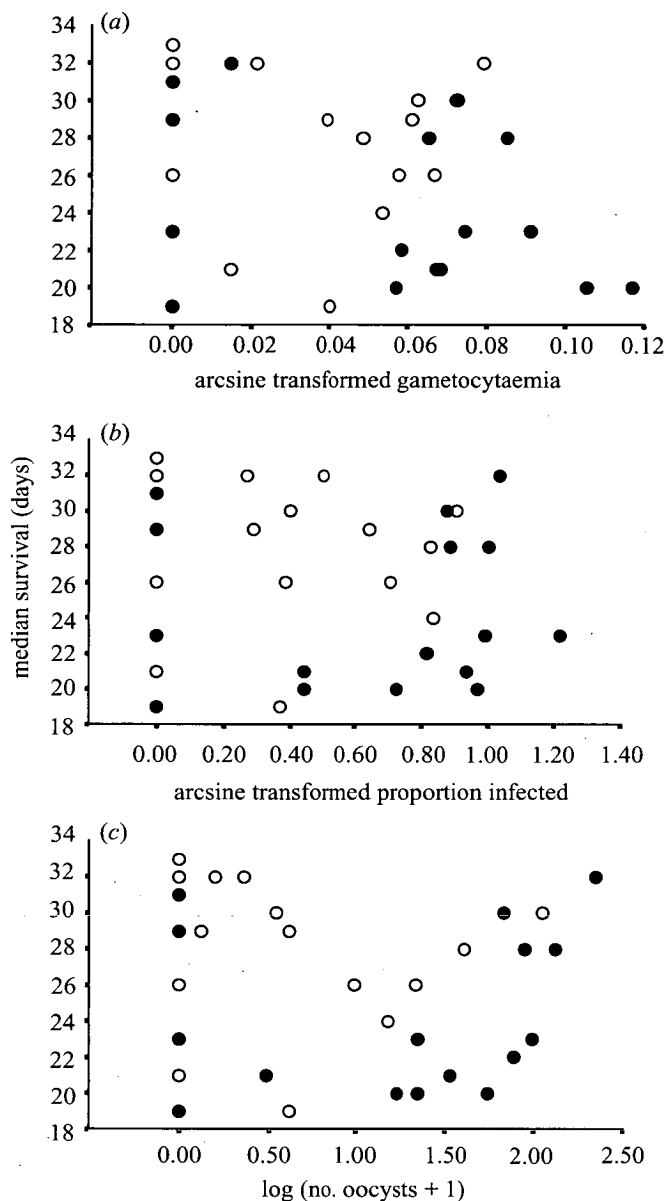 (a)
34
32
30
28
26
24
22
20
18
0.00 0.02 0.04 0.06 0.08 0.10 0.12
arcsine transformed gametocytaemia
median survival (days)
(b)
34
32
30
28
26
24
22
20
18
0.00 0.20 0.40 0.60 0.80 1.00 1.20 1.40
arcsine transformed proportion infected
(c)
34
32
30
28
26
24
22
20
18
0.00 0.50 1.00 1.50 2.00 2.50
log (no. oocysts + 1)